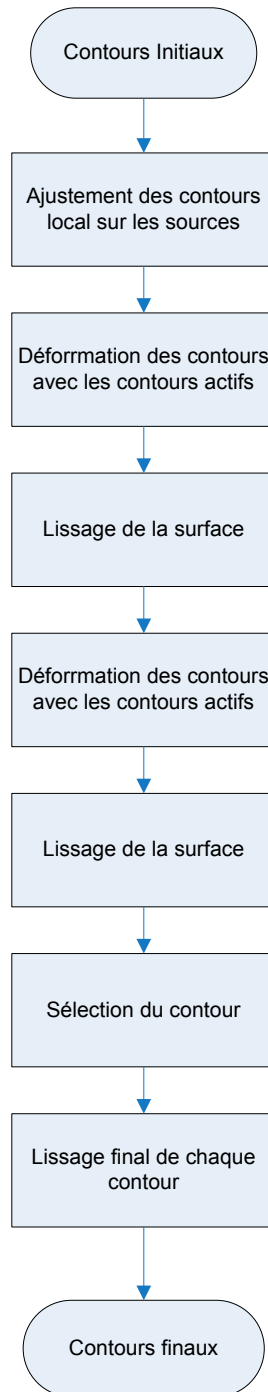 Contours Initiaux
Ajustement des contours
local sur les sources
Déforrmation des contours
avec les contours actifs
Lissage de la surface
Déforrmation des contours
avec les contours actifs
Lissage de la surface
Sélection du contour
Lissage final de chaque
contour
Contours finaux